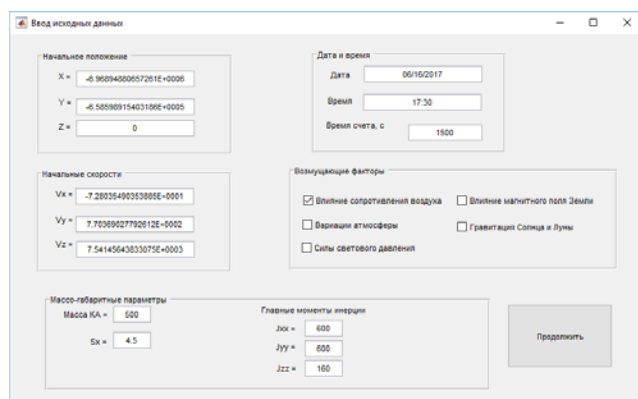 Ввод исходных данных
Начальное положение
X = -6.96894880657261E+0006
Y = -6.58598915403186E+0005
Z = 0
Дата и время
Дата 06/16/2017
Время 17:30
Время счета, с 1500
Начальные скорости
Vx = -7.28035490353885E+0001
Vy = 7.70369027792612E+0002
Vz = 7.54145643833075E+0003
Возмущающие факторы
Влияние сопротивления воздуха Влияние магнитного поля Земли
Вариации атмосферы Гравитация Солнца и Луны
Силы светового давления
Массо-габаритные параметры
Масса КА = 500
Sx = 4.5
Главные моменты инерции
Jxx = 600
Jyy = 600
Jzz = 160
Продолжить